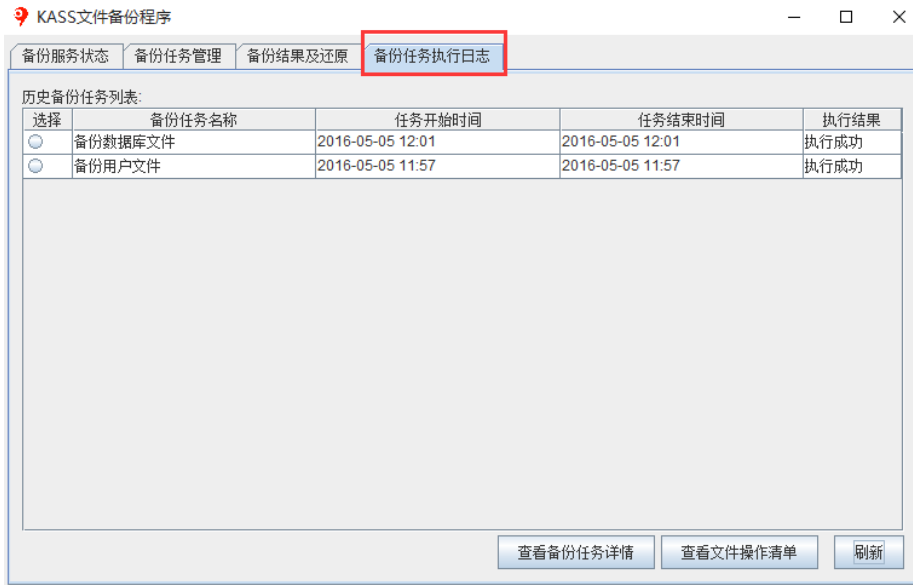 KASS文件备份程序
备份服务状态 备份任务管理 备份结果及还原 备份任务执行日志
历史备份任务列表:
选择 备份任务名称 任务开始时间 任务结束时间 执行结果
备份数据库文件 2016-05-05 12:01 2016-05-05 12:01 执行成功
备份用户文件 2016-05-05 11:57 2016-05-05 11:57 执行成功
查看备份任务详情 查看文件操作清单 刷新